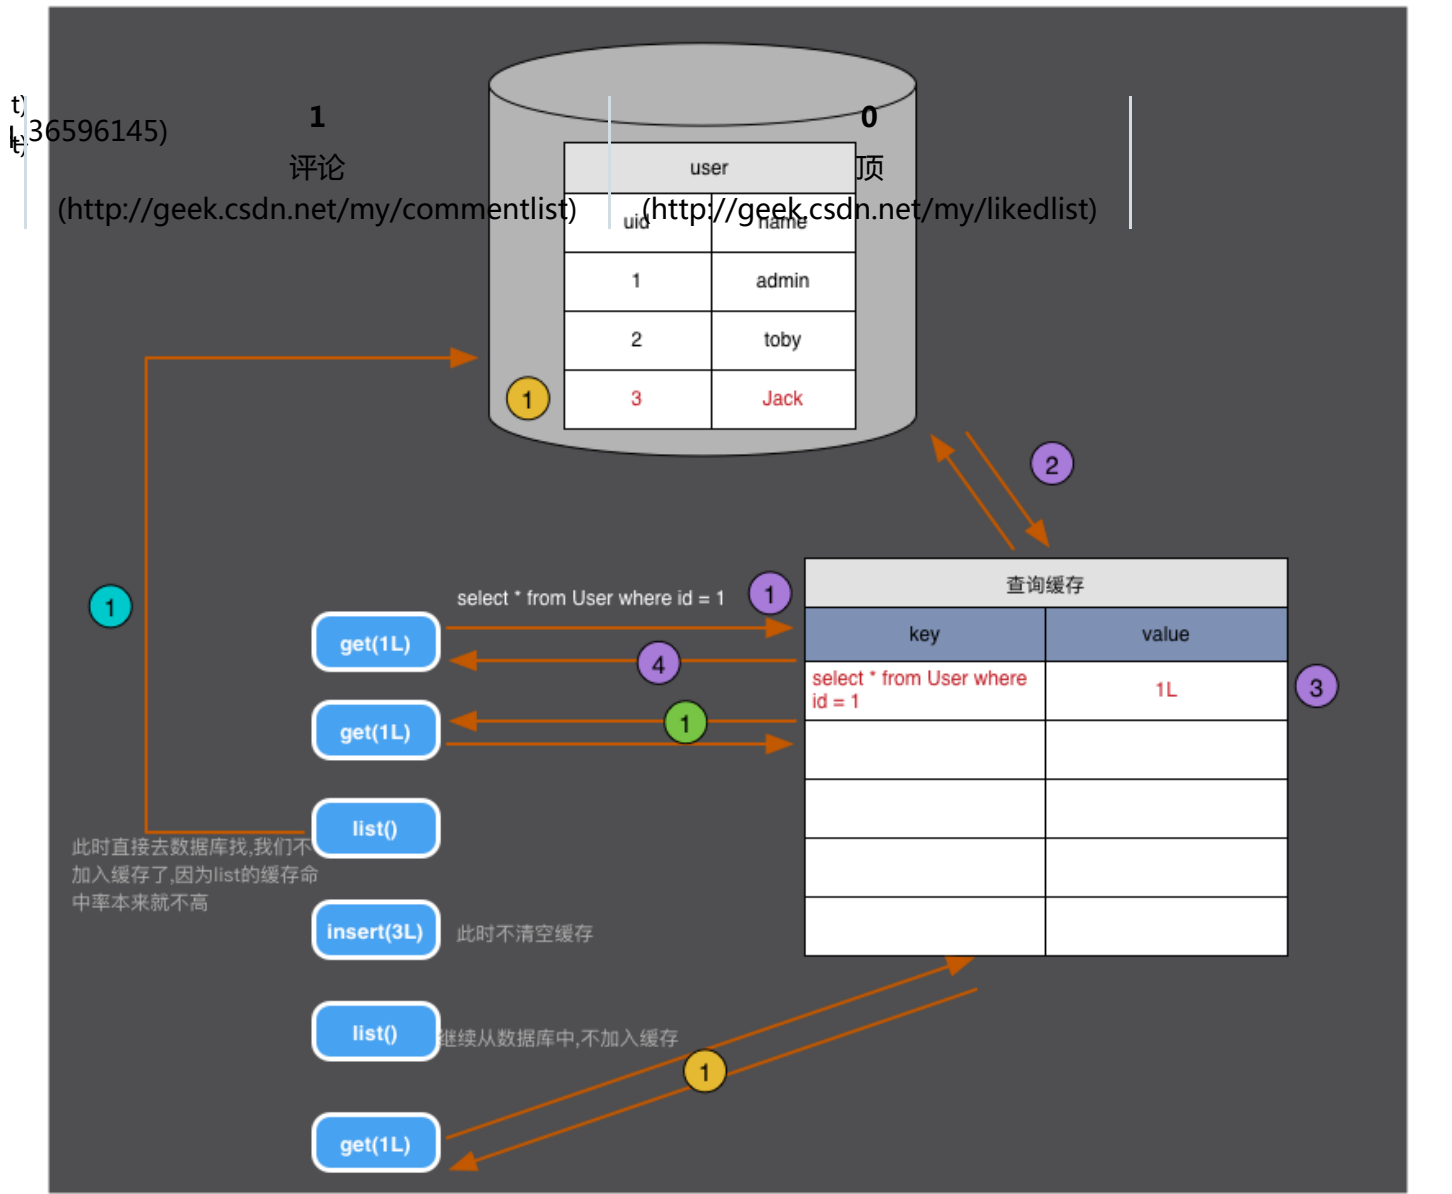 t)
36596145)
t)
1
评论
(http://geek.csdn.net/my/commentlist)
0
顶
(http://geek.csdn.net/my/likedlist)
user
uid name
1 admin
2 toby
1
3 Jack
2
1
select * from User where id = 1
1
get(1L)
4
查询缓存
key value
select * from User where
id = 1
1L
3
get(1L)
1
list()
此时直接去数据库找,我们不
加入缓存了,因为list的缓存命
中率本来就不高
insert(3L)
此时不清空缓存
list()
继续从数据库中,不加入缓存
1
get(1L)